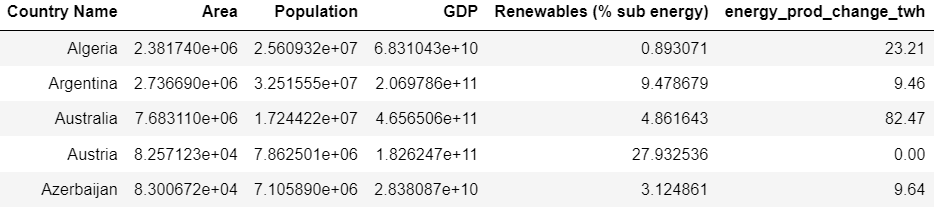 Country Name Area Population GDP Renewables (% sub energy) energy_prod_change_twh
Algeria 2.381740e+06 2.560932e+07 6.831043e+10 0.893071 23.21
Argentina 2.736690e+06 3.251555e+07 2.069786e+11 9.478679 9.46
Australia 7.683110e+06 1.724422e+07 4.656506e+11 4.861643 82.47
Austria 8.257123e+04 7.862501e+06 1.826247e+11 27.932536 0.00
Azerbaijan 8.300672e+04 7.105890e+06 2.838087e+10 3.124861 9.64